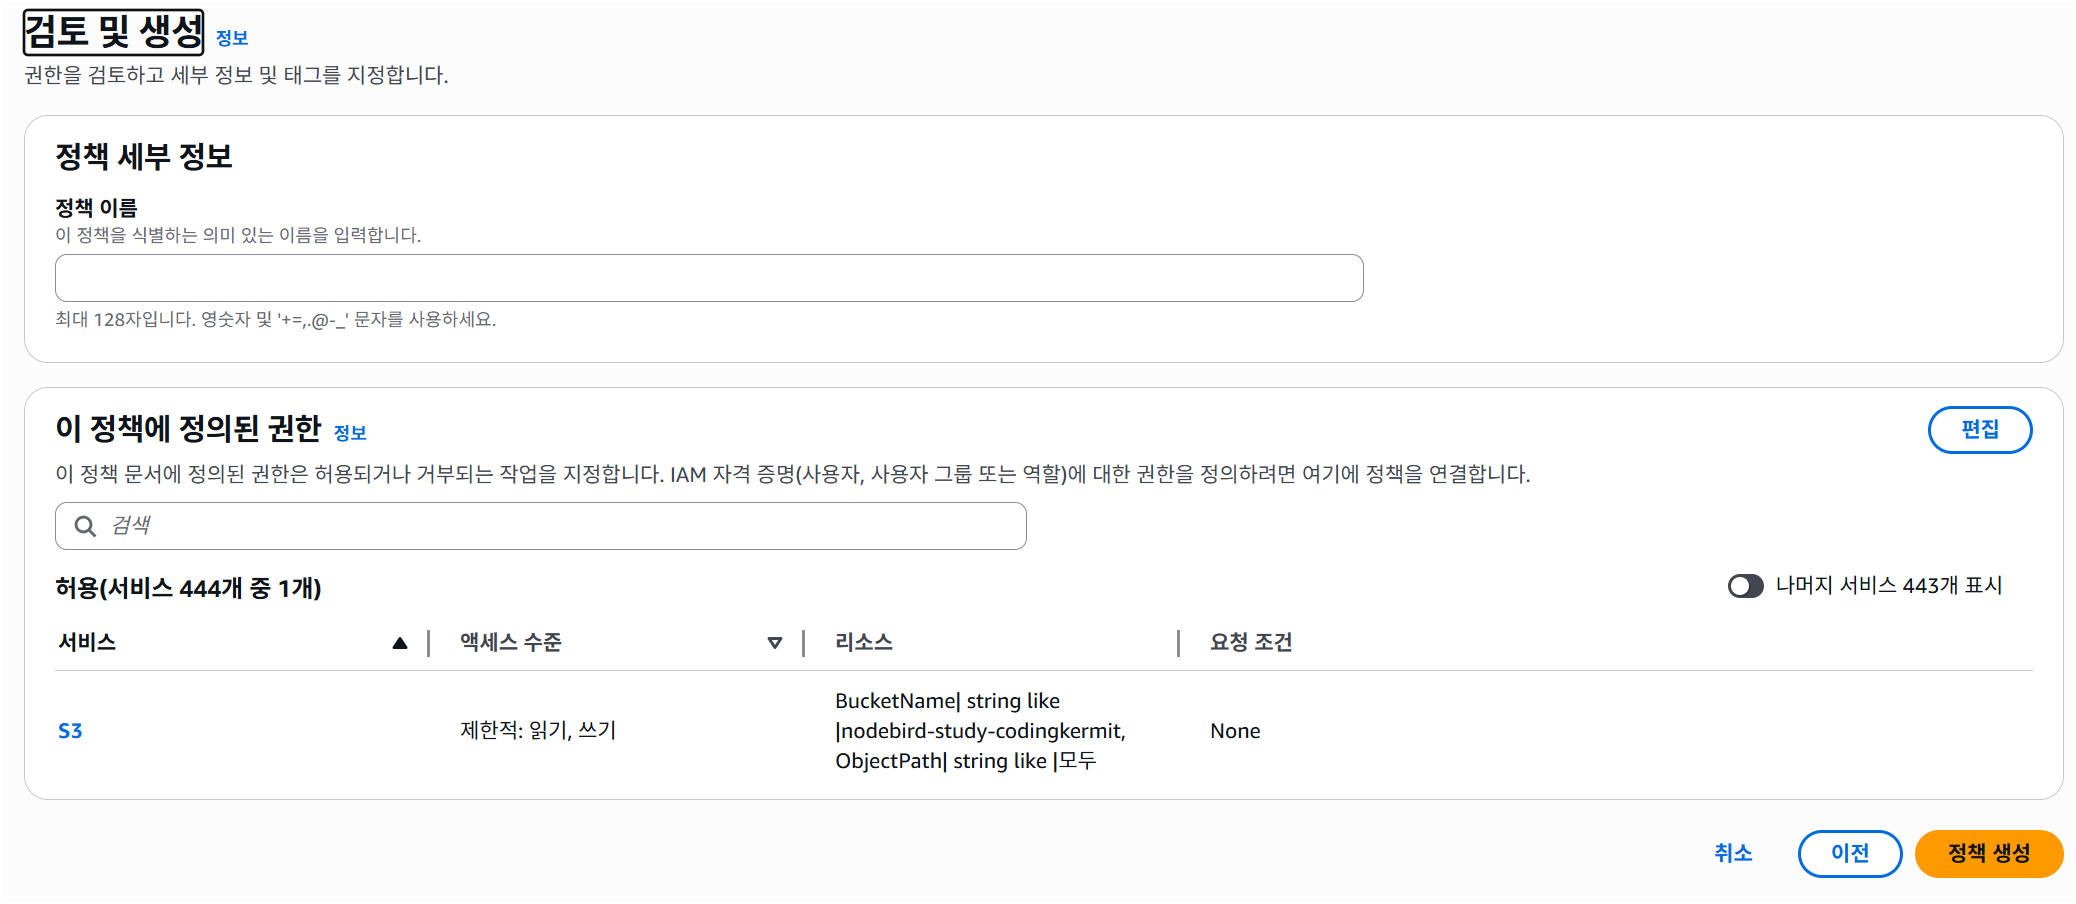 검토 및 생성 정보
권한을 검토하고 세부 정보 및 태그를 지정합니다.
정책 세부 정보
정책 이름
이 정책을 식별하는 의미 있는 이름을 입력합니다.
최대 128자입니다. 영숫자 및 '+=,.@-_' 문자를 사용하세요.
이 정책에 정의된 권한 정보
편집
이 정책 문서에 정의된 권한은 허용되거나 거부되는 작업을 지정합니다. IAM 자격 증명(사용자, 사용자 그룹 또는 역할)에 대한 권한을 정의하려면 여기에 정책을 연결합니다.
검색
허용(서비스 444개 중 1개)
나머지 서비스 443개 표시
서비스 액세스 수준 리소스 요청 조건
S3 제한적: 읽기, 쓰기
BucketName| string like
|nodebird-study-codingkermit,
ObjectPath| string like |모두
None
취소 이전 정책 생성